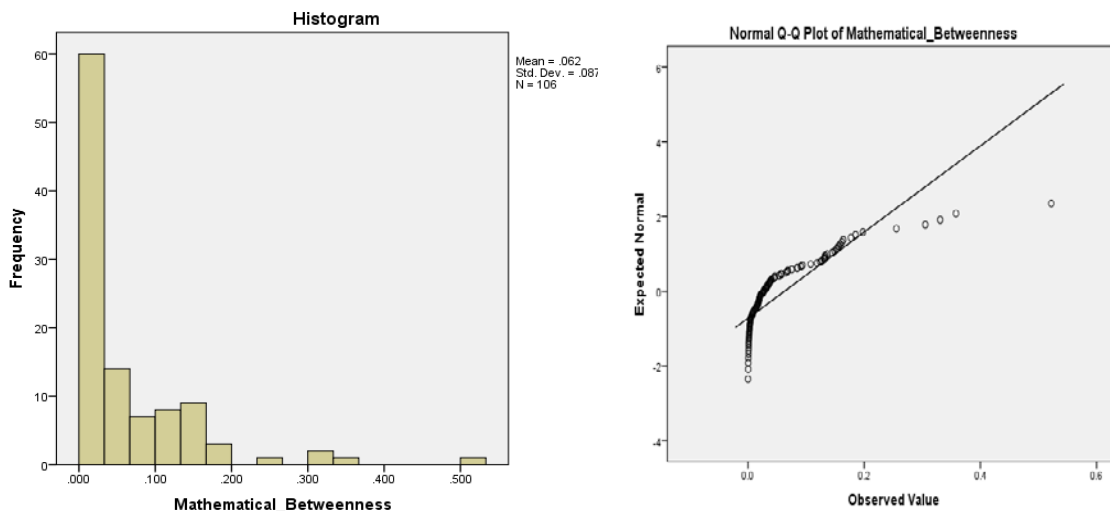 Histogram
Mean = .062
Std. Dev. = .087
N = 106
Frequency
60
50
40
30
20
10
0
.000 .100 .200 .300 .400 .500
Mathematical_Betweenness
Normal Q-Q Plot of Mathematical_Betweenness
Expected Normal
6
4
2
0
-2
-4
0.0 0.2 0.4 0.6
Observed Value